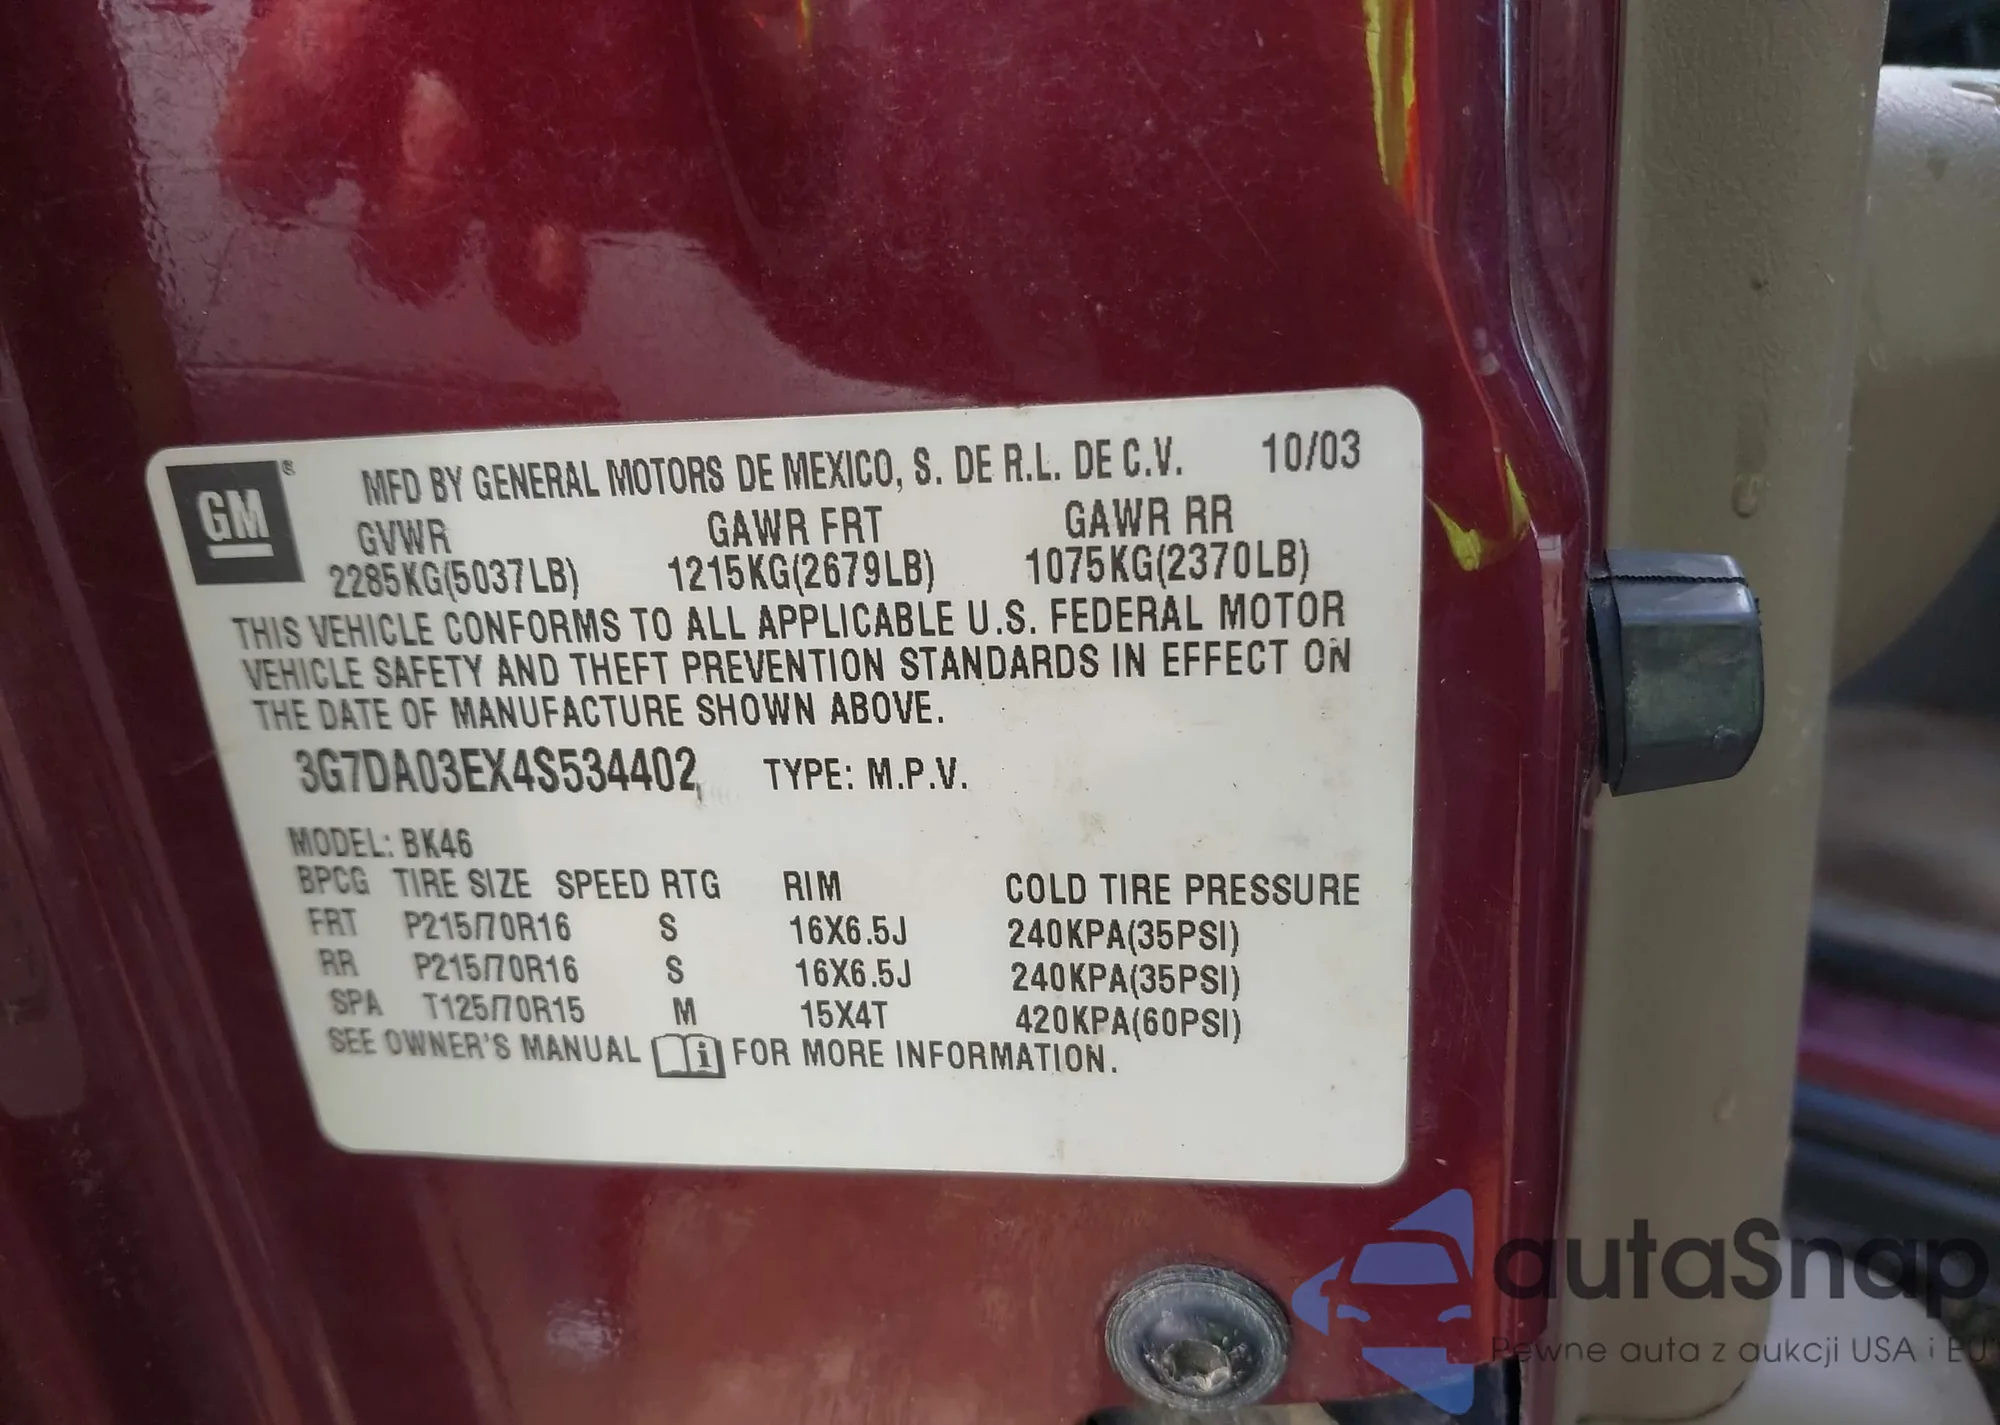 GM®
MFD BY GENERAL MOTORS DE MEXICO, S. DE R.L. DE C.V. 10/03
GVWR GAWR FRT GAWR RR
2285KG(5037LB) 1215KG(2679LB) 1075KG(2370LB)
THIS VEHICLE CONFORMS TO ALL APPLICABLE U.S. FEDERAL MOTOR
VEHICLE SAFETY AND THEFT PREVENTION STANDARDS IN EFFECT ON
THE DATE OF MANUFACTURE SHOWN ABOVE.
3G7DA03EX4S534402 TYPE: M.P.V.
MODEL: BK46
BPCG TIRE SIZE SPEED RTG RIM COLD TIRE PRESSURE
FRT P215/70R16 S 16X6.5J 240KPA(35PSI)
RR P215/70R16 S 16X6.5J 240KPA(35PSI)
SPA T125/70R15 M 15X4T 420KPA(60PSI)
SEE OWNER'S MANUAL i FOR MORE INFORMATION.
autaSnap
Pewne auta z aukcji USA i EU